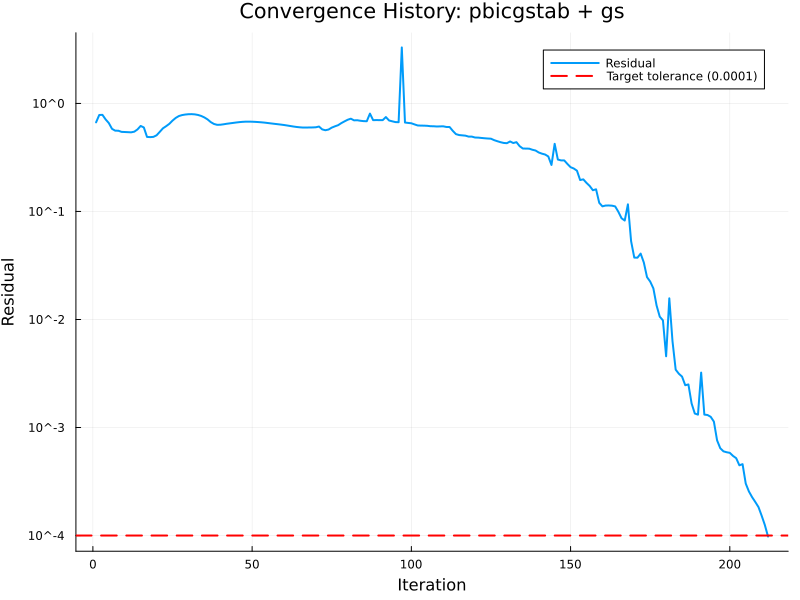 Convergence History: pbicgstab + gs
Residual
Target tolerance (0.0001)
10^0
10^-1
10^-2
10^-3
10^-4
Residual
0
50
100
150
200
Iteration